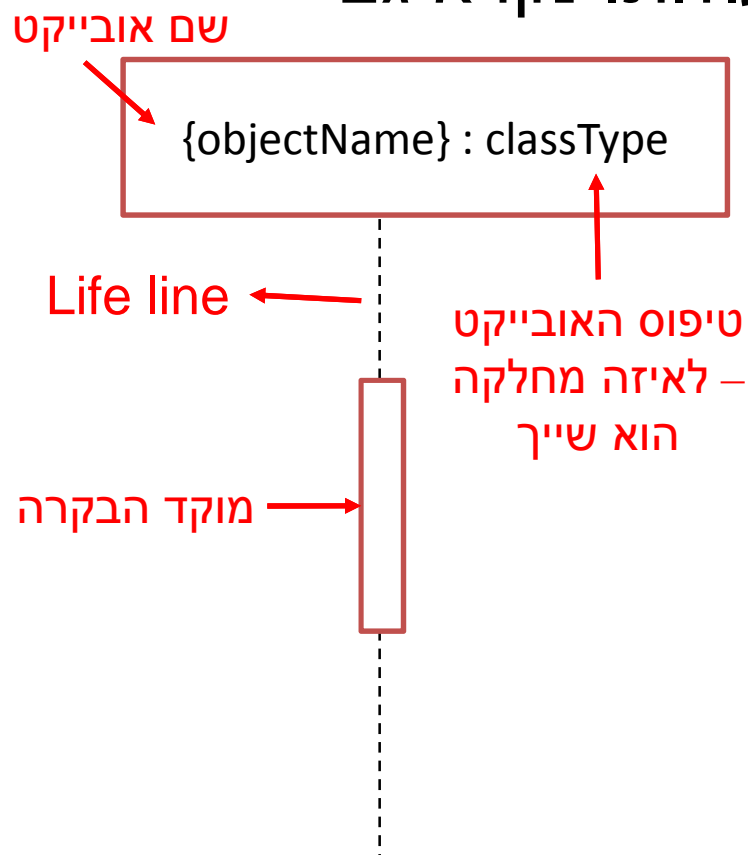 שם אובייקט
{objectName} : classType
Life line
טיפוס האובייקט
– לאיזה מחלקה
הוא שייך
מוקד הבקרה